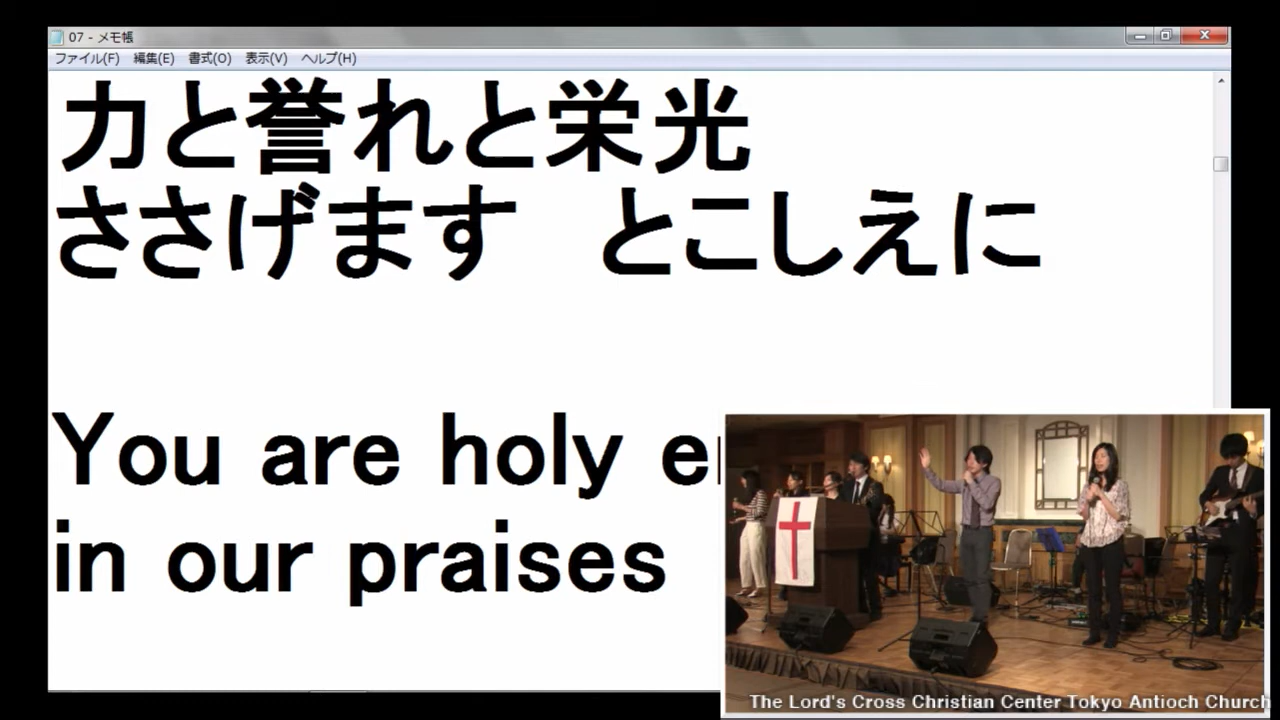 07 - メモ帳
ファイル(F) 編集(E) 書式(O) 表示(V) ヘルプ(H)
力と誉れと栄光
ささげます　とこしえに
You are holy
in our praises
The Lord's Cross Christian Center Tokyo Antioch Church